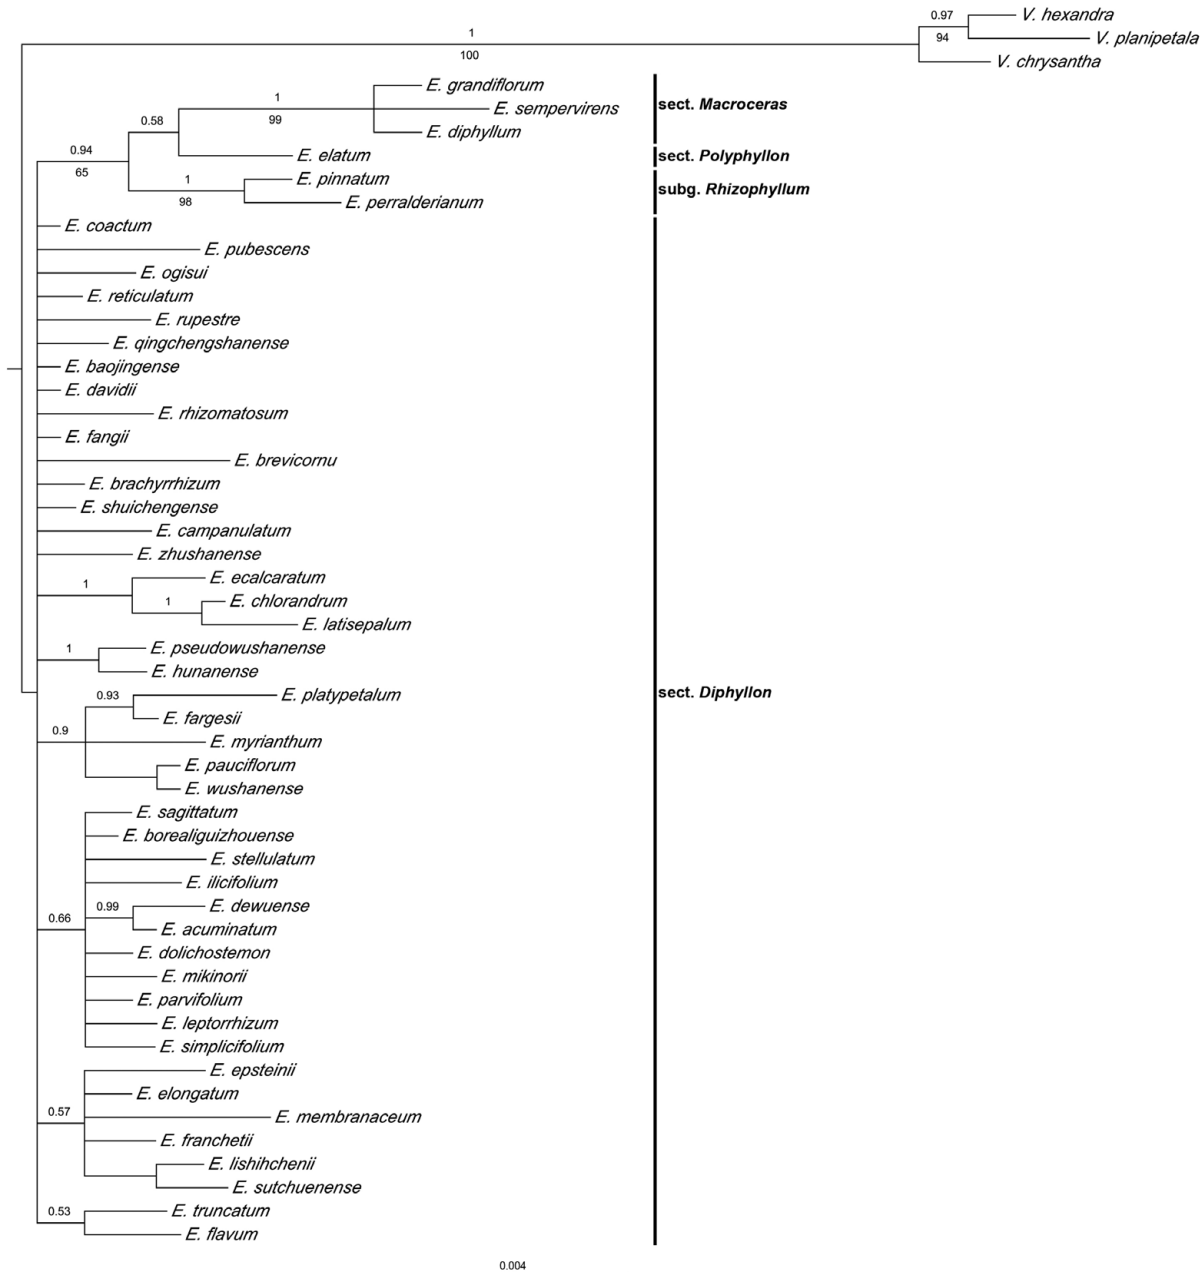 0.97
V. hexandra
1
94
V. planipetala
100
V. chrysantha
E. grandiflorum
1
sect. Macroceras
E. sempervirens
0.58
99
E. diphyllum
0.94
E. elatum
sect. Polyphyllon
65
1
E. pinnatum
subg. Rhizophyllum
98
E. perralderianum
E. coactum
E. pubescens
E. ogisui
E. reticulatum
E. rupestre
E. qingchengshanense
E. baojingense
E. davidii
E. rhizomatosum
E. fangii
E. brevicornu
E. brachyrrhizum
E. shuichengense
E. campanulatum
E. zhushanense
1
E. ecalcaratum
1
E. chlorandrum
E. latisepalum
1
E. pseudowushanense
E. hunanense
0.93
E. platypetalum
sect. Diphyllon
E. fargesii
0.9
E. myrianthum
E. pauciflorum
E. wushanense
E. sagittatum
E. borealiguizhouense
E. stellulatum
E. ilicifolium
0.99
E. dewuense
0.66
E. acuminatum
E. dolichostemon
E. mikinorii
E. parvifolium
E. leptorrhizum
E. simplicifolium
E. epsteinii
E. elongatum
0.57
E. membranaceum
E. franchetii
E. lishihchenii
E. sutchuenense
0.53
E. truncatum
E. flavum
0.004